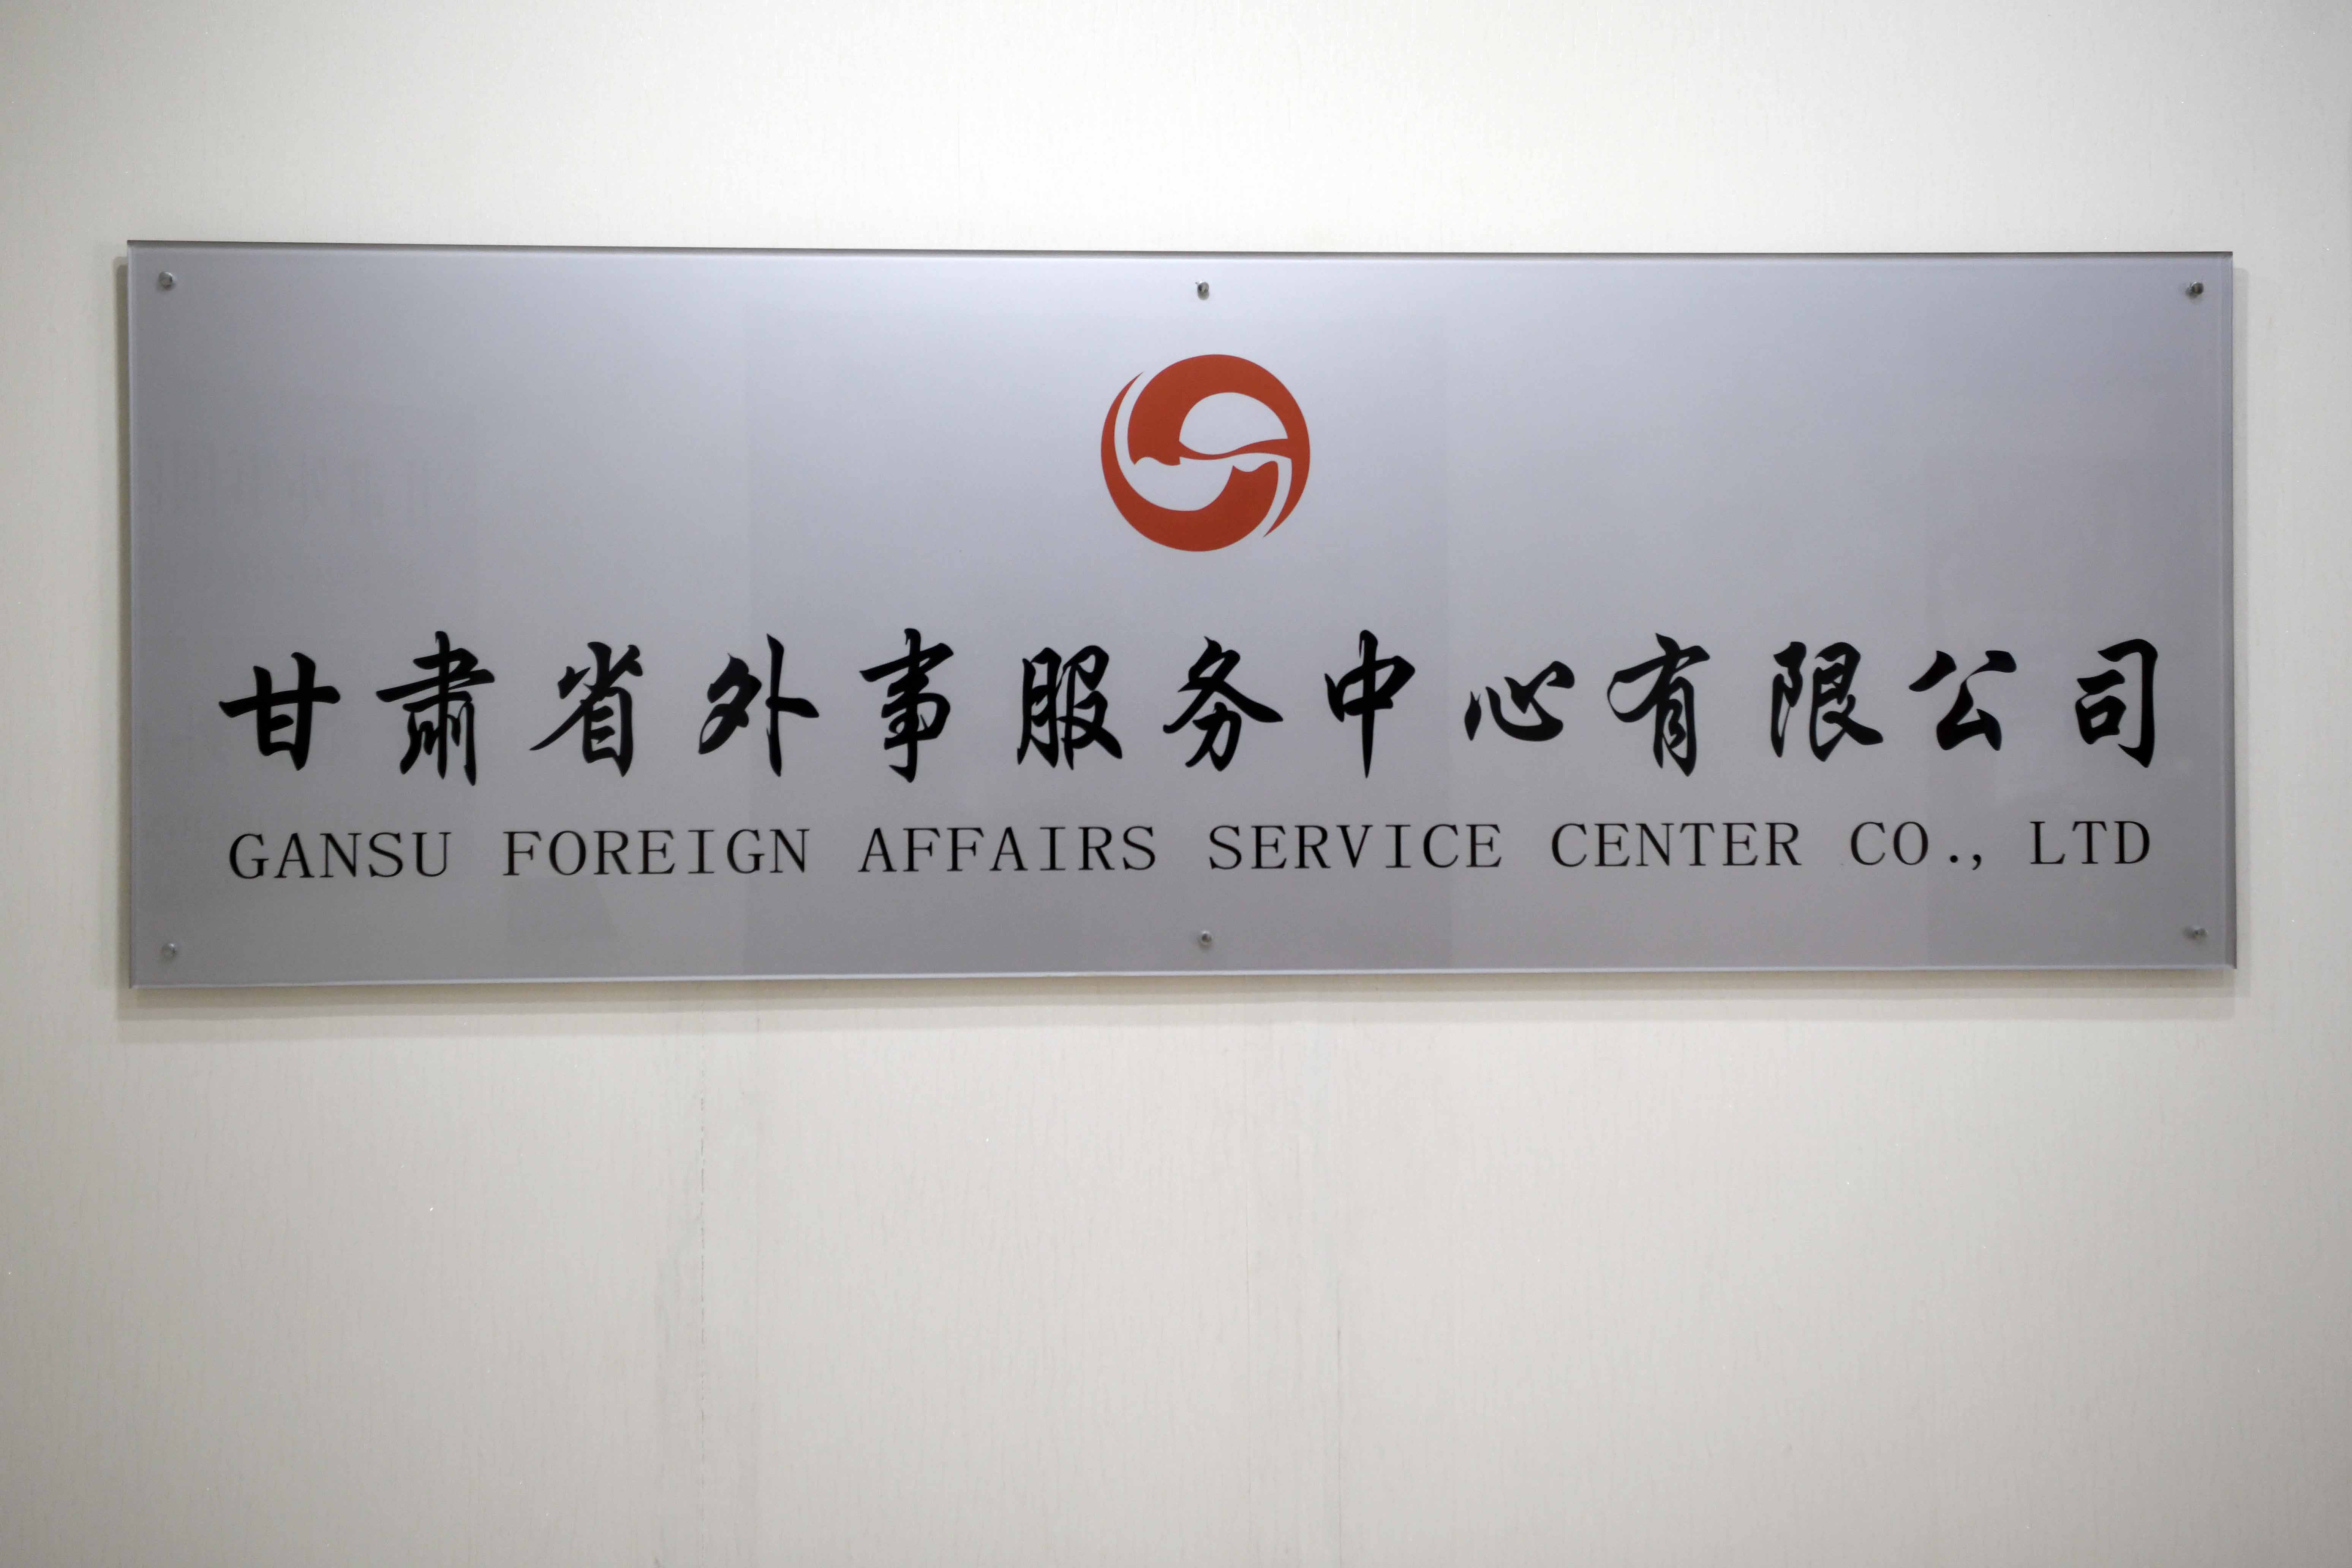 甘肃省外事服务中心有限公司
GANSU FOREIGN AFFAIRS SERVICE CENTER CO., LTD